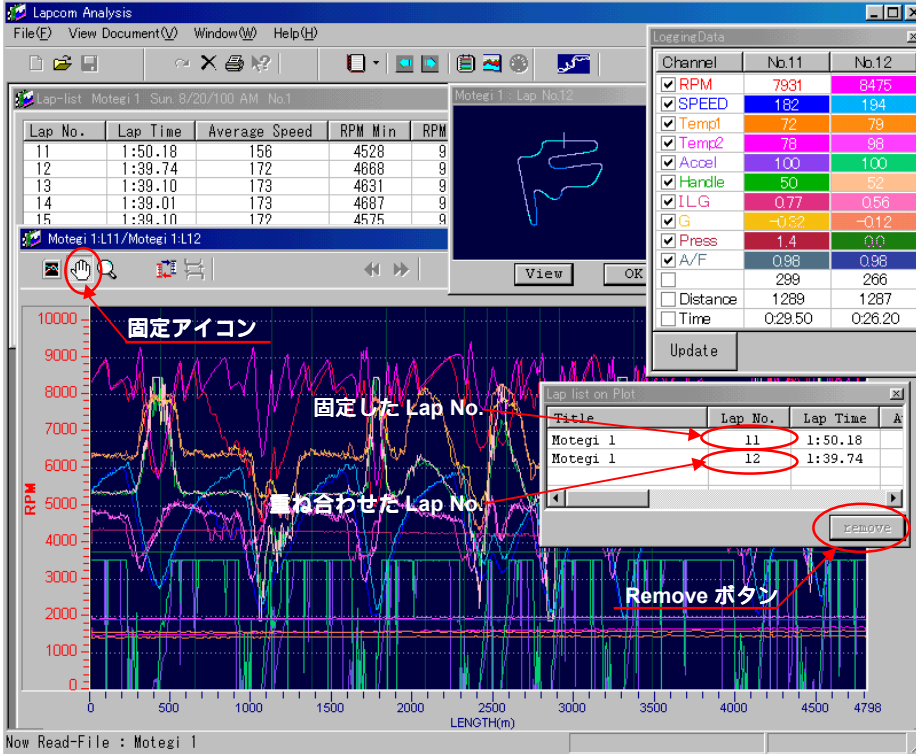 Lapcom Analysis
File(F) View Document(V) Window(W) Help(H)
Lap-list Motegi 1 Sun. 8/20/100 AM No.1
Lap No. Lap Time Average Speed RPM Min RPM
11 1:50.18 156 4528 9
12 1:39.74 172 4668 9
13 1:39.10 173 4631 9
14 1:39.01 173 4687 9
15 1:39.10 172 4575 9
Motegi 1 : Lap No.12
View OK
LoggingData
Channel No.11 No.12
RPM 7931 8475
SPEED 182 194
Temp1 72 79
Temp2 78 98
Accel 100 100
Handle 50 52
I.L.G 0.77 0.56
G -0.32 -0.12
Press 1.4 0.0
A/F 0.98 0.98
299 266
Distance 1289 1287
Time 0:29.50 0:26.20
Update
Motegi 1:L11/Motegi 1:L12
固定アイコン
固定した Lap No.
重ね合わせた Lap No.
Lap list on Plot
Title Lap No. Lap Time A
Motegi 1 11 1:50.18
Motegi 1 12 1:39.74
remove
Remove ボタン
RPM
10000
9000
8000
7000
6000
5000
4000
3000
2000
1000
0
0 500 1000 1500 2000 2500 3000 3500 4000 4500 4798
LENGTH(m)
Now Read-File : Motegi 1